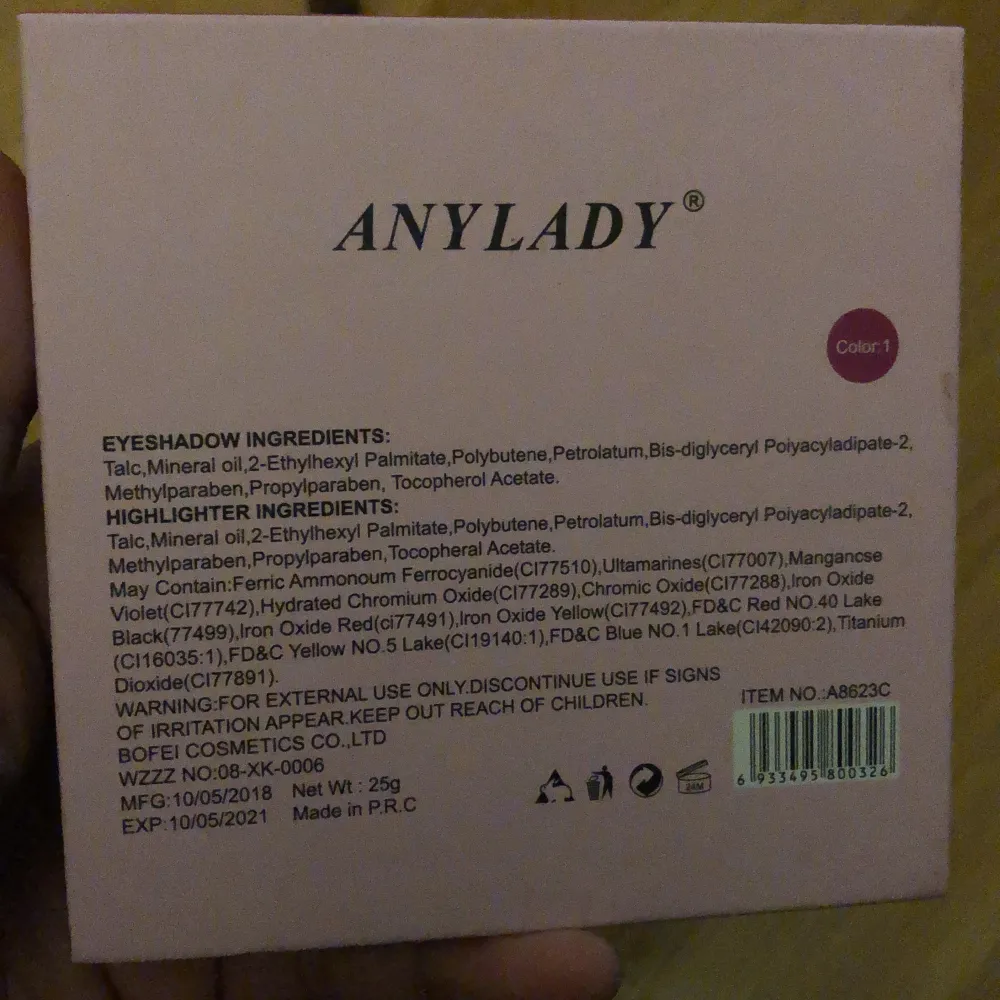 ANYLADY®
Color:1
EYESHADOW INGREDIENTS:
Talc,Mineral oil,2-Ethylhexyl Palmitate,Polybutene,Petrolatum,Bis-diglyceryl Poiyacyladipate-2,
Methylparaben,Propylparaben, Tocopherol Acetate.
HIGHLIGHTER INGREDIENTS:
Talc,Mineral oil,2-Ethylhexyl Palmitate,Polybutene,Petrolatum,Bis-diglyceryl Poiyacyladipate-2,
Methylparaben,Propylparaben,Tocopheral Acetate.
May Contain:Ferric Ammonoum Ferrocyanide(CI77510),Ultamarines(CI77007),Mangancse
Violet(CI77742),Hydrated Chromium Oxide(CI77289),Chromic Oxide(CI77288),Iron Oxide
Black(77499),Iron Oxide Red(ci77491),Iron Oxide Yellow(CI77492),FD&C Red NO.40 Lake
(CI16035:1),FD&C Yellow NO.5 Lake(CI19140:1),FD&C Blue NO.1 Lake(CI42090:2),Titanium
Dioxide(CI77891).
WARNING:FOR EXTERNAL USE ONLY.DISCONTINUE USE IF SIGNS
OF IRRITATION APPEAR.KEEP OUT REACH OF CHILDREN.
BOFEI COSMETICS CO.,LTD
WZZZ NO:08-XK-0006
MFG:10/05/2018 Net Wt : 25g
EXP:10/05/2021 Made in P.R.C
24M
ITEM NO.:A8623C
6 933495 800326